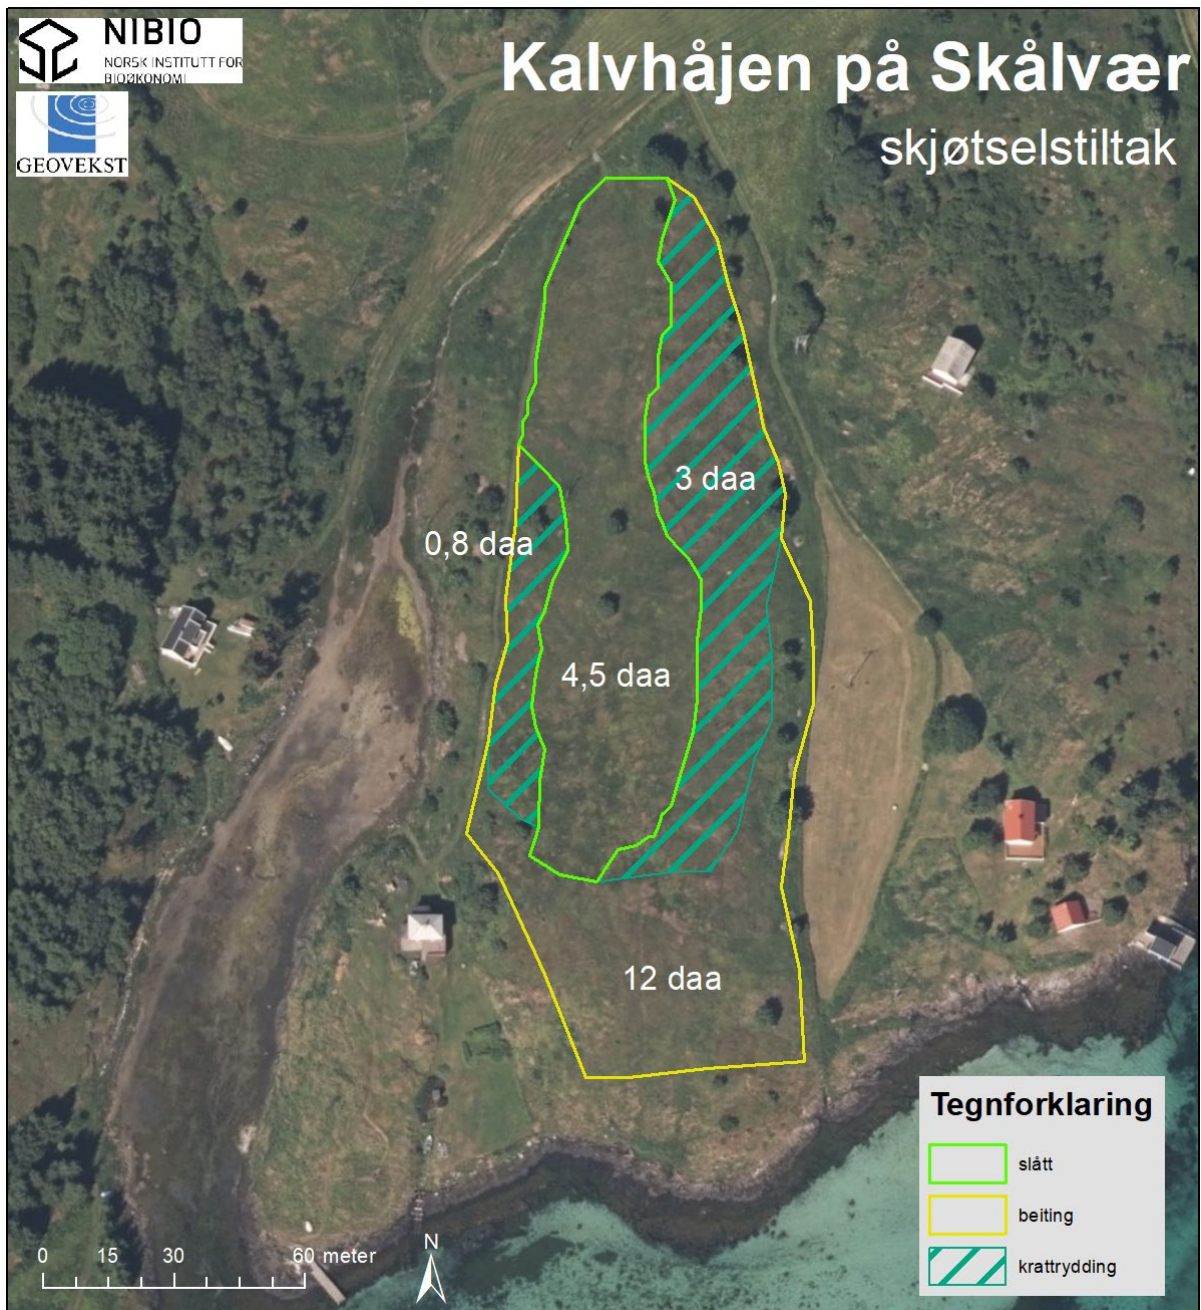 NIBIO
NORSK INSTITUTT FOR
BIOØKONOMI
GEOVEKST
Kalvhåjen på Skålvær
skjøtselstiltak
3 daa
0,8 daa
4,5 daa
12 daa
Tegnforklaring
slått
beiting
krattrydding
0 15 30 60 meter
N